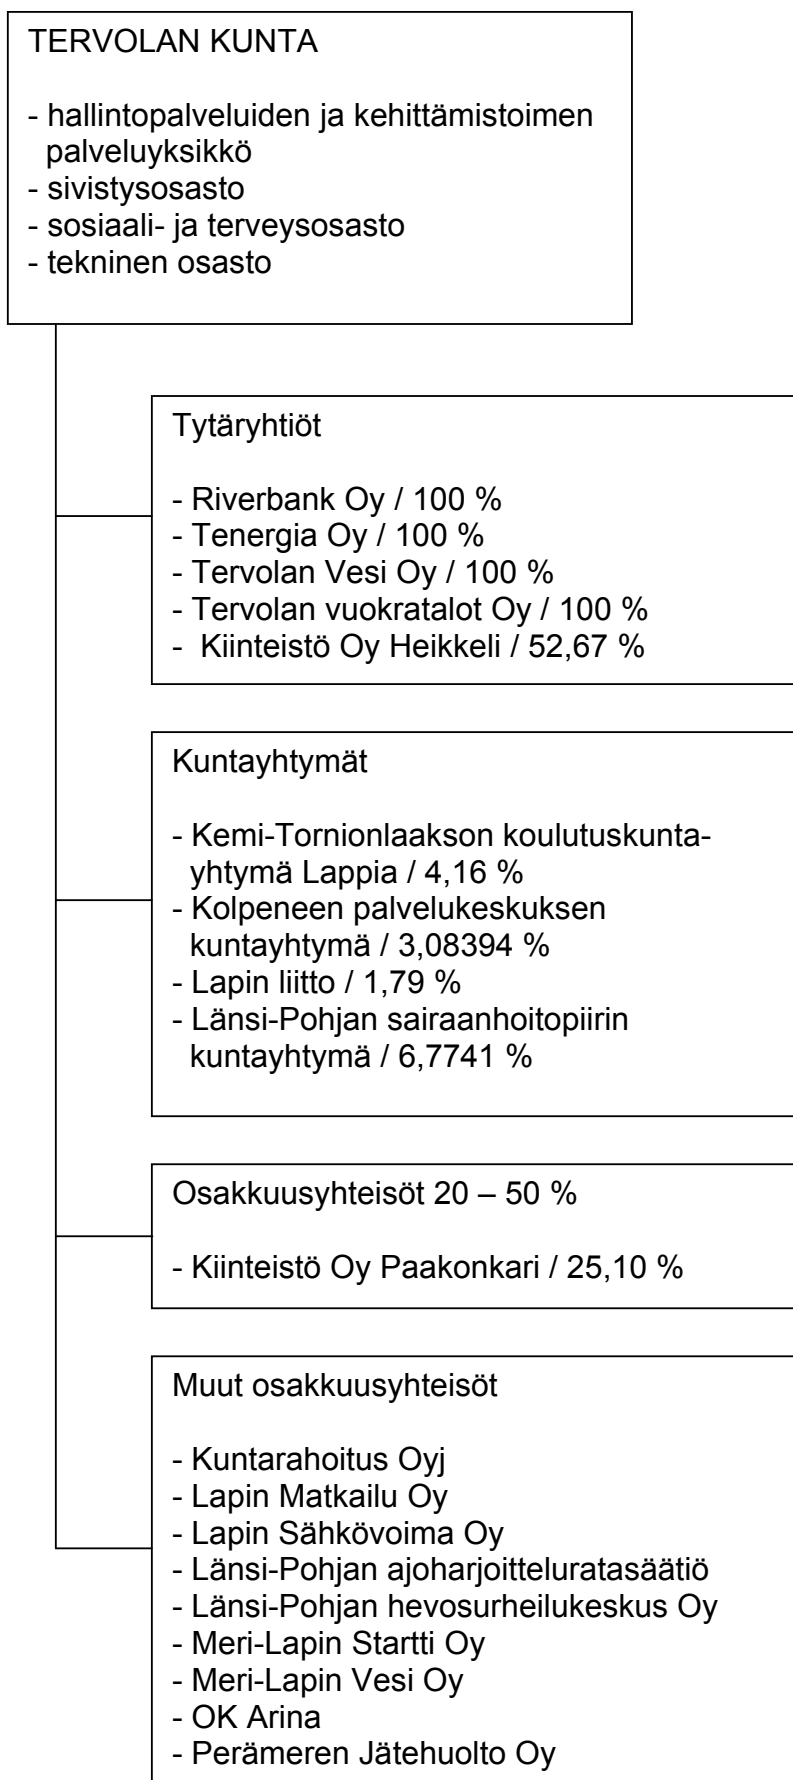 TERVOLAN KUNTA
- hallintopalveluiden ja kehittämistoimen
palveluyksikkö
- sivistysosasto
- sosiaali- ja terveysosasto
- tekninen osasto
Tytäryhtiöt
- Riverbank Oy / 100 %
- Tenergia Oy / 100 %
- Tervolan Vesi Oy / 100 %
- Tervolan vuokratalot Oy / 100 %
- Kiinteistö Oy Heikkeli / 52,67 %
Kuntayhtymät
- Kemi-Tornionlaakson koulutuskunta-
yhtymä Lappia / 4,16 %
- Kolpeneen palvelukeskuksen
kuntayhtymä / 3,08394 %
- Lapin liitto / 1,79 %
- Länsi-Pohjan sairaanhoitopiirin
kuntayhtymä / 6,7741 %
Osakkuusyhteisöt 20 – 50 %
- Kiinteistö Oy Paakonkari / 25,10 %
Muut osakkuusyhteisöt
- Kuntarahoitus Oyj
- Lapin Matkailu Oy
- Lapin Sähkövoima Oy
- Länsi-Pohjan ajoharjoitteluratasäätiö
- Länsi-Pohjan hevosurheilukeskus Oy
- Meri-Lapin Startti Oy
- Meri-Lapin Vesi Oy
- OK Arina
- Perämeren Jätehuolto Oy